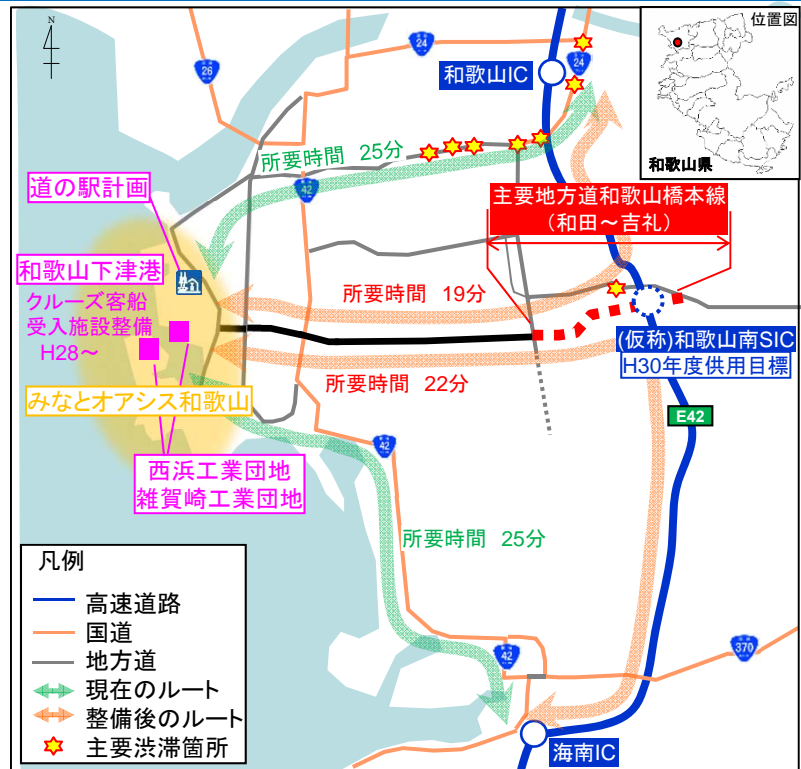 N
位置図
和歌山県
24
26
和歌山IC
24
所要時間 25分
42
道の駅計画
主要地方道和歌山橋本線
（和田～吉礼）
和歌山下津港
クルーズ客船
受入施設整備
H28～
所要時間 19分
(仮称)和歌山南SIC
H30年度供用目標
所要時間 22分
みなとオアシス和歌山
E42
42
西浜工業団地
雑賀崎工業団地
所要時間 25分
凡例
高速道路
国道
地方道
現在のルート
整備後のルート
主要渋滞箇所
42
370
海南IC